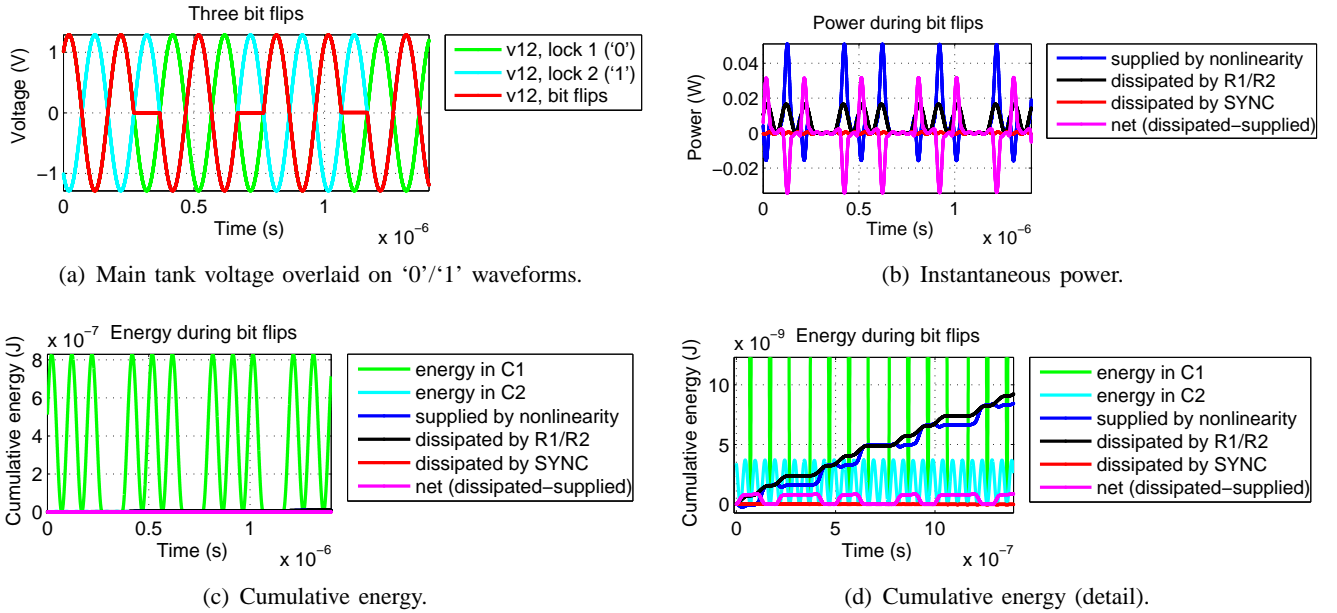 Three bit flips
Voltage (V)
1
0
−1
0
0.5
1
Time (s)
x 10⁻⁶
v12, lock 1 (‘0’)
v12, lock 2 (‘1’)
v12, bit flips
(a) Main tank voltage overlaid on ‘0’/‘1’ waveforms.
Power during bit flips
Power (W)
0.04
0.02
0
−0.02
0
0.5
1
Time (s)
x 10⁻⁶
supplied by nonlinearity
dissipated by R1/R2
dissipated by SYNC
net (dissipated−supplied)
(b) Instantaneous power.
x 10⁻⁷
Energy during bit flips
Cumulative energy (J)
8
6
4
2
0
0
0.5
1
Time (s)
x 10⁻⁶
energy in C1
energy in C2
supplied by nonlinearity
dissipated by R1/R2
dissipated by SYNC
net (dissipated−supplied)
(c) Cumulative energy.
x 10⁻⁹
Energy during bit flips
Cumulative energy (J)
10
5
0
0
5
10
Time (s)
x 10⁻⁷
energy in C1
energy in C2
supplied by nonlinearity
dissipated by R1/R2
dissipated by SYNC
net (dissipated−supplied)
(d) Cumulative energy (detail).